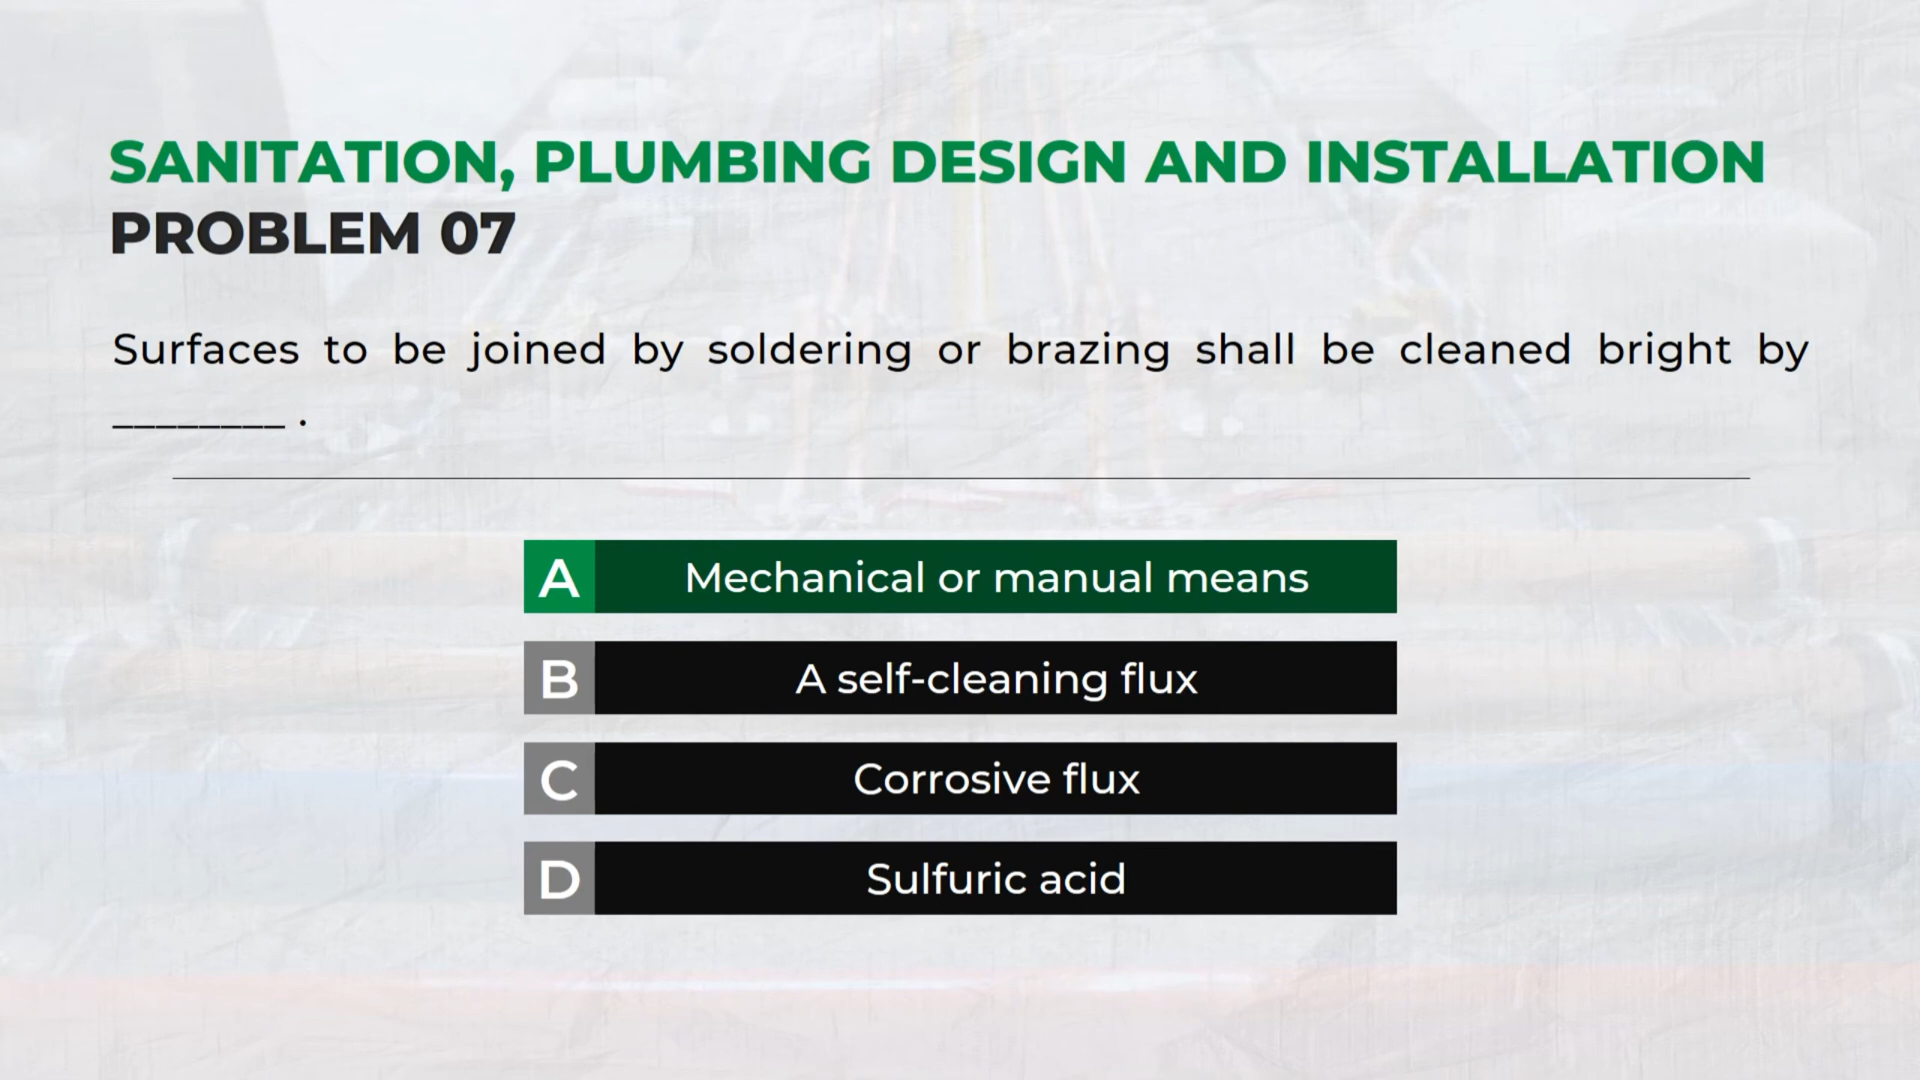 SANITATION, PLUMBING DESIGN AND INSTALLATION
PROBLEM 07
Surfaces to be joined by soldering or brazing shall be cleaned bright by
________ .
A Mechanical or manual means
B A self-cleaning flux
C Corrosive flux
D Sulfuric acid